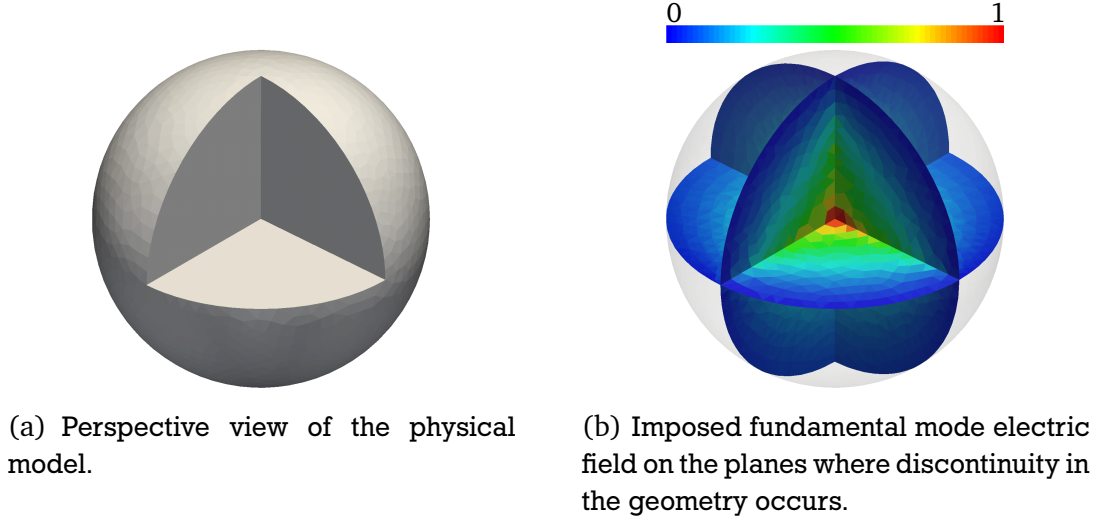 0 1
(a) Perspective view of the physical
model.
(b) Imposed fundamental mode electric
field on the planes where discontinuity in
the geometry occurs.